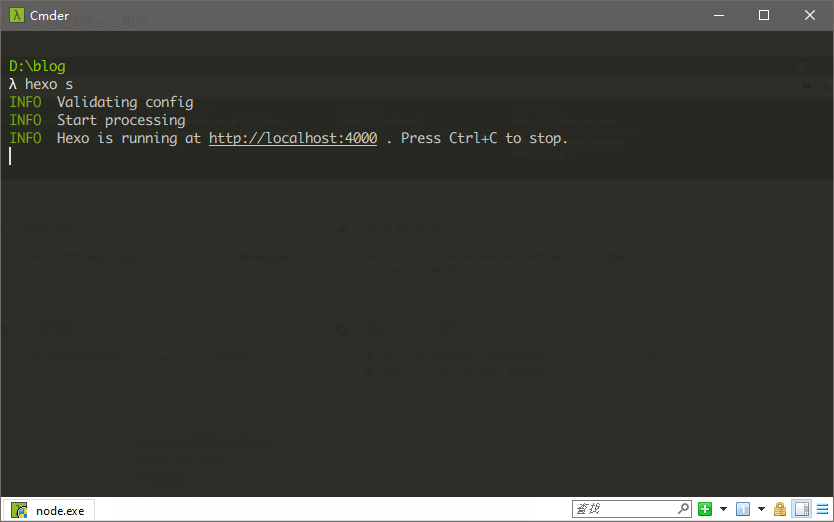 Cmder
D:\blog
λ hexo s
INFO  Validating config
INFO  Start processing
INFO  Hexo is running at http://localhost:4000 . Press Ctrl+C to stop.
node.exe
查找